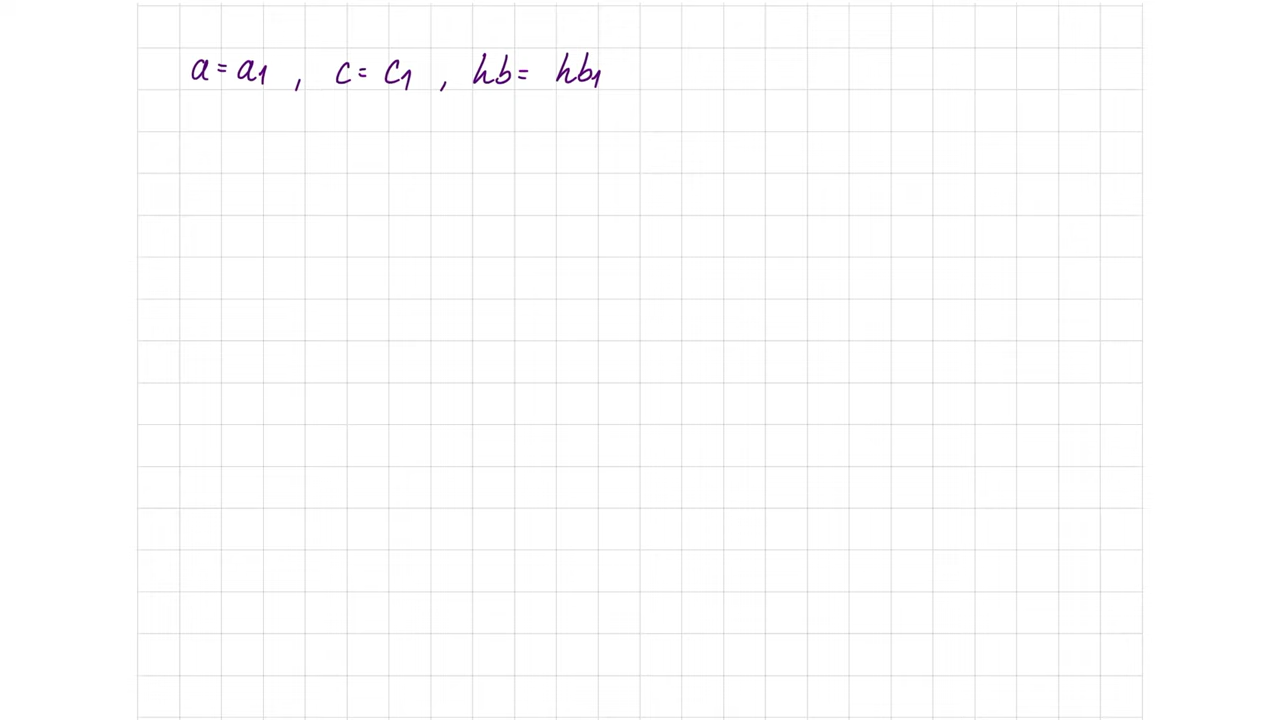 a = a1 , c = c1 , hb = hb1